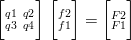 [q1 q2] [f2] = [F2]
[q3 q4] [f1]   [F1]